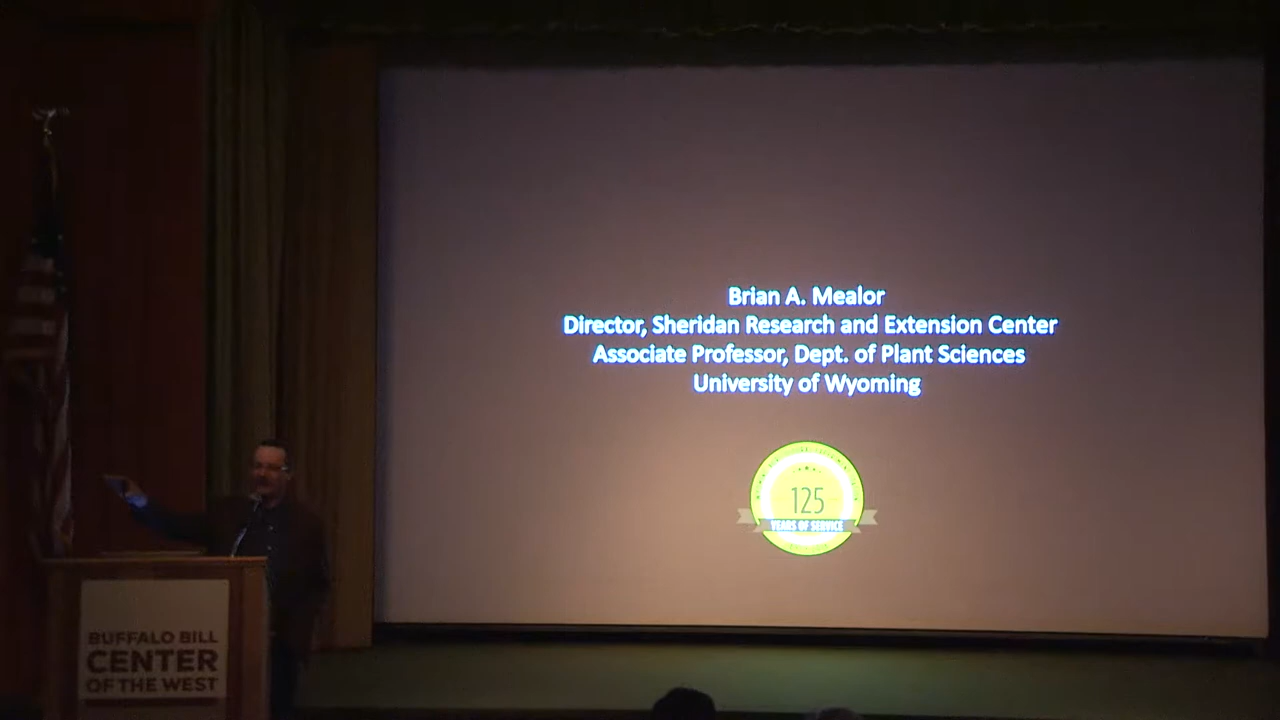 Brian A. Mealor
Director, Sheridan Research and Extension Center
Associate Professor, Dept. of Plant Sciences
University of Wyoming
125
YEARS OF SERVICE
BUFFALO BILL
CENTER
OF THE WEST